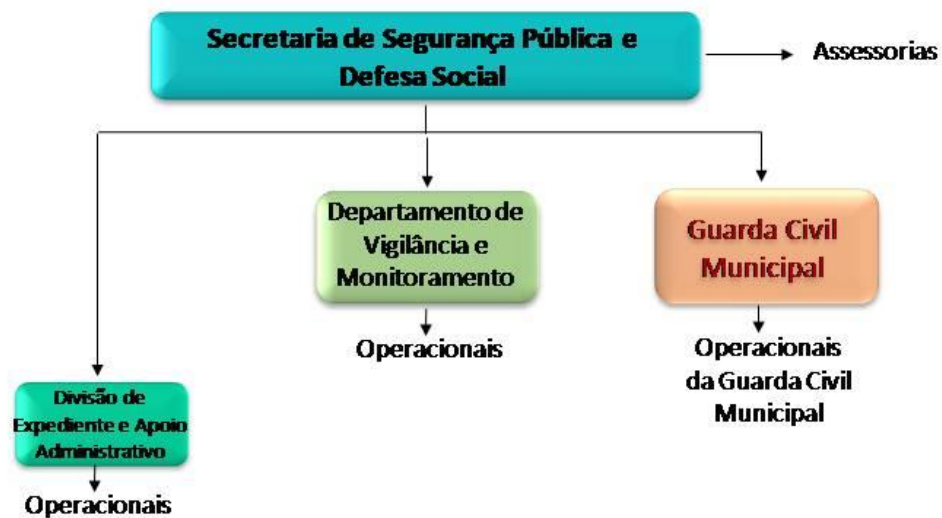 Secretaria de Segurança Pública e
Defesa Social
Assessorias
Departamento de
Vigilância e
Monitoramento
Operacionais
Guarda Civil
Municipal
Operacionais
da Guarda Civil
Municipal
Divisão de
Expediente e Apoio
Administrativo
Operacionais